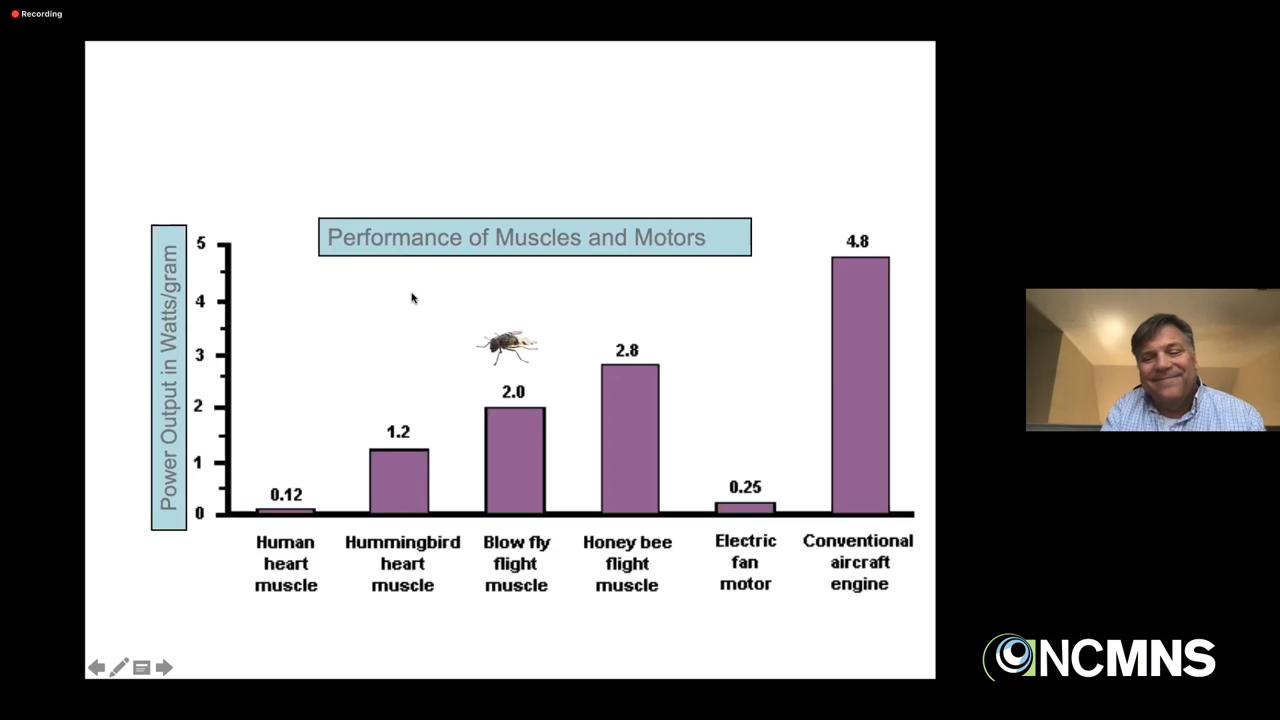 Recording
Performance of Muscles and Motors
Power Output in Watts/gram
5
4
3
2
1
0
0.12
1.2
2.0
2.8
0.25
4.8
Human
heart
muscle
Hummingbird
heart
muscle
Blow fly
flight
muscle
Honey bee
flight
muscle
Electric
fan
motor
Conventional
aircraft
engine
NCMNS